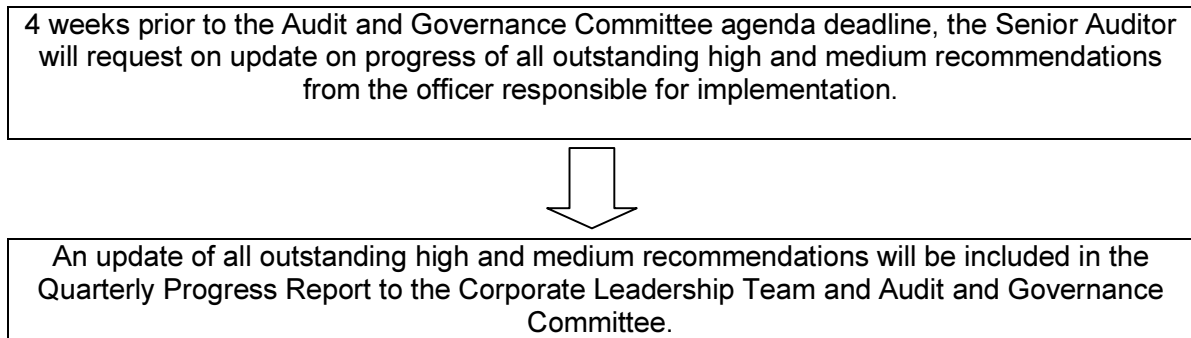 4 weeks prior to the Audit and Governance Committee agenda deadline, the Senior Auditor
will request on update on progress of all outstanding high and medium recommendations
from the officer responsible for implementation.
An update of all outstanding high and medium recommendations will be included in the
Quarterly Progress Report to the Corporate Leadership Team and Audit and Governance
Committee.